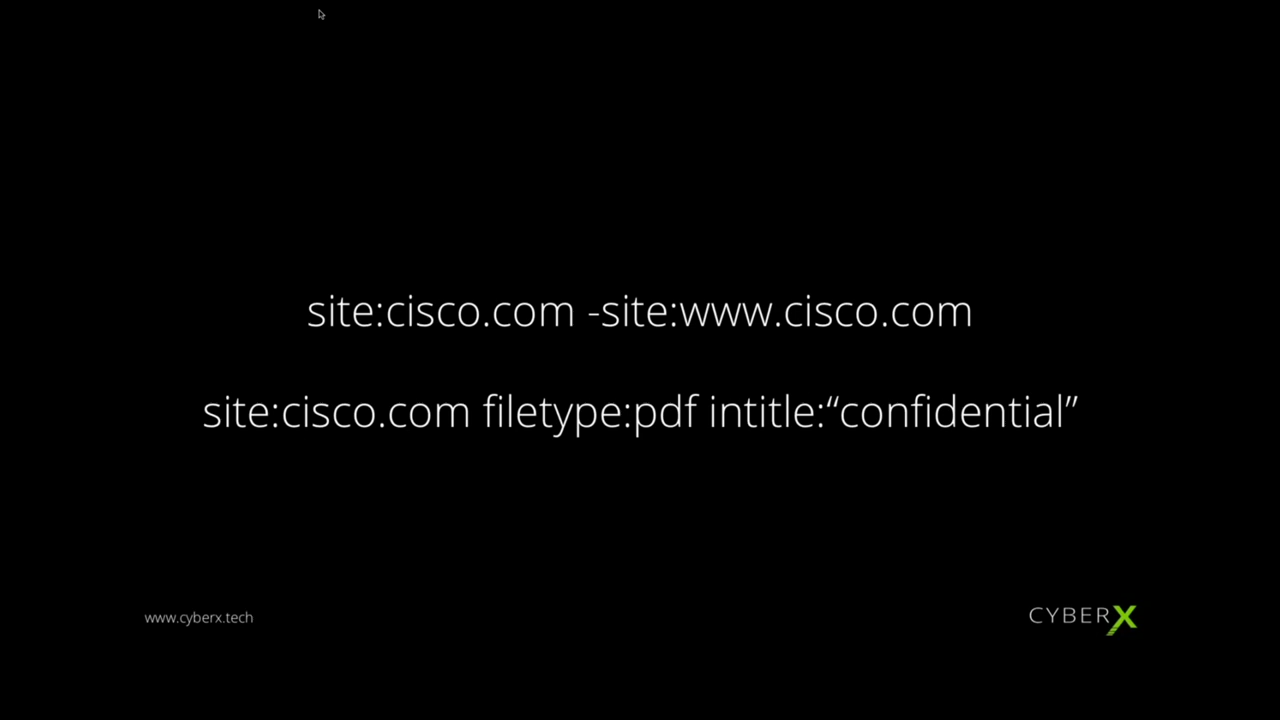 site:cisco.com -site:www.cisco.com
site:cisco.com filetype:pdf intitle:“confidential”
www.cyberx.tech
CYBERX